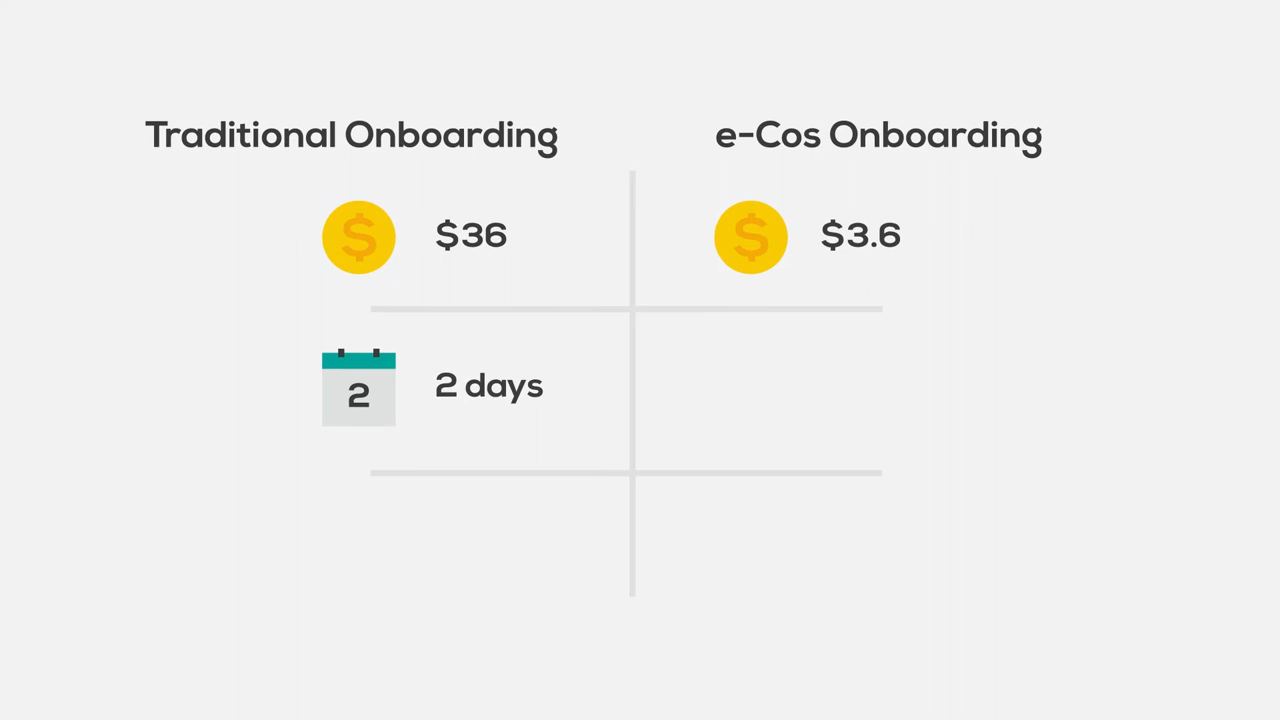 Traditional Onboarding
e-Cos Onboarding
$ $36
$ $3.6
2 2 days